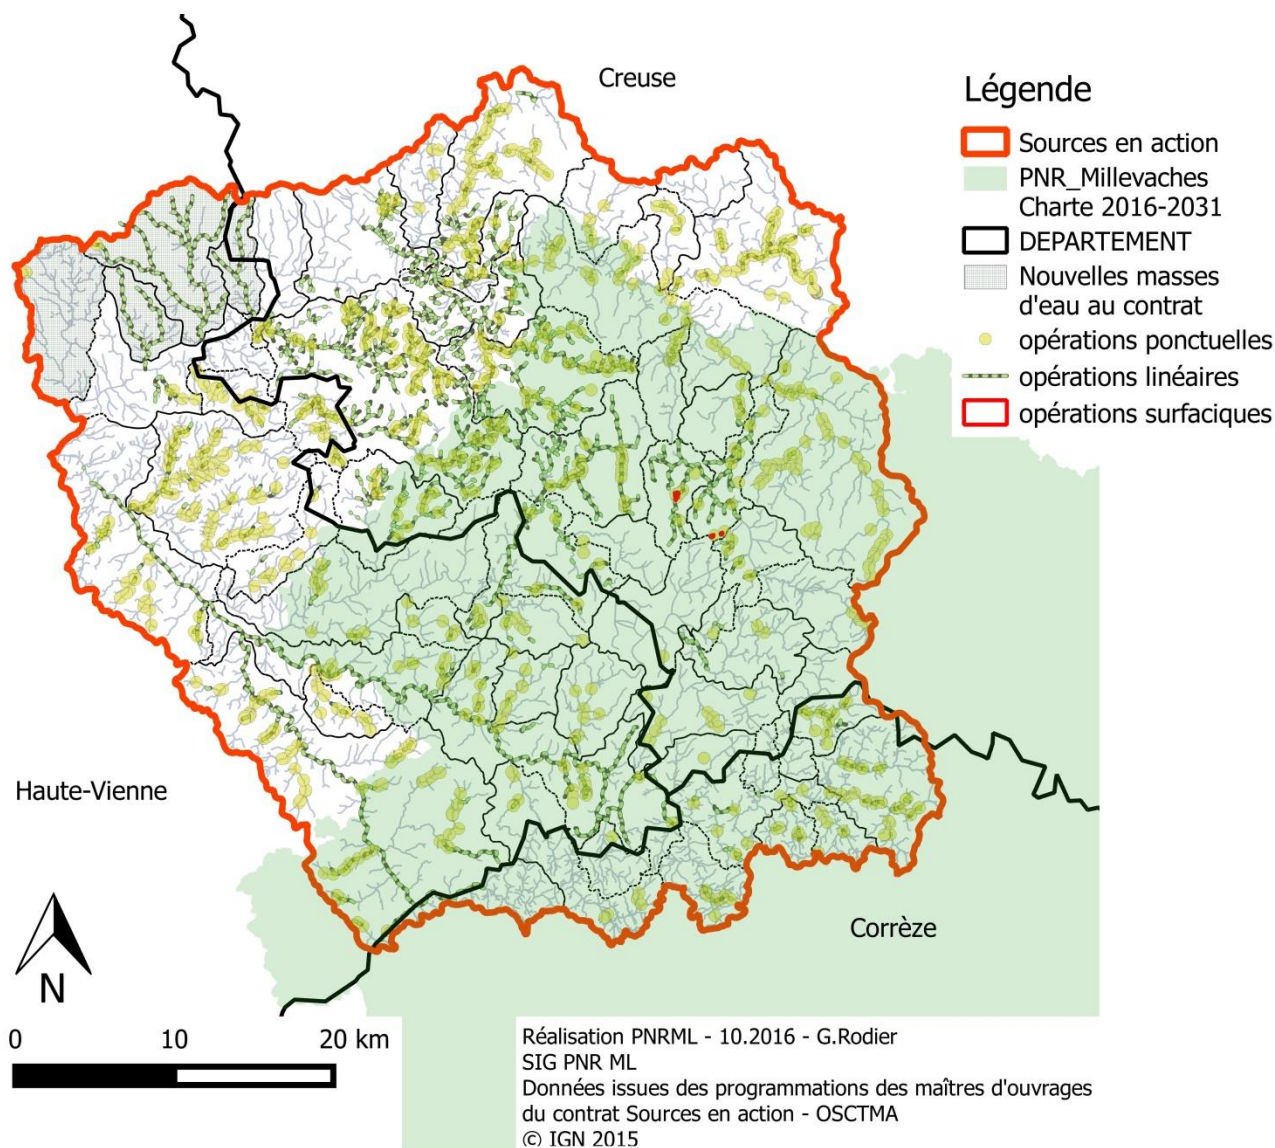 Creuse
Légende
Sources en action
PNR_Millevaches
Charte 2016-2031
DEPARTEMENT
Nouvelles masses
d'eau au contrat
opérations ponctuelles
opérations linéaires
opérations surfaciques
Haute-Vienne
Corrèze
N
0 10 20 km
Réalisation PNRML - 10.2016 - G.Rodier
SIG PNR ML
Données issues des programmations des maîtres d'ouvrages
du contrat Sources en action - OSCTMA
© IGN 2015